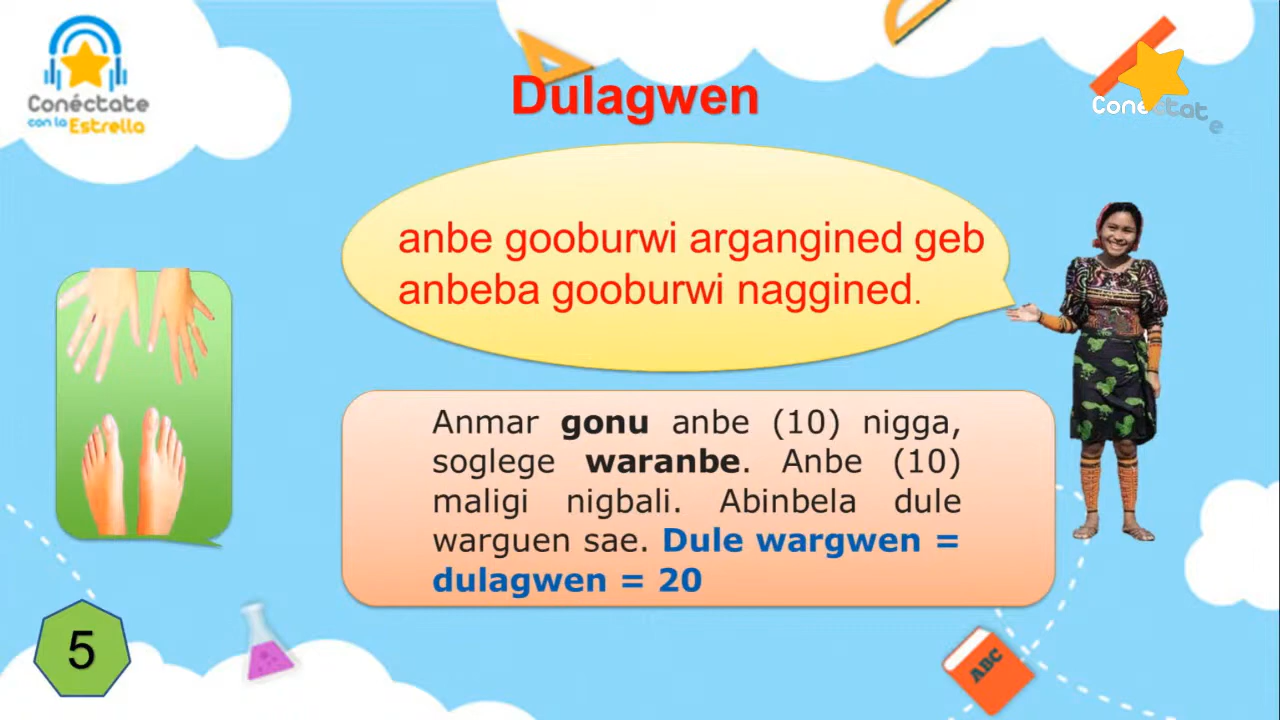 Conéctate
con la Estrella
Dulagwen
Conectate
anbe gooburwi argangined geb
anbeba gooburwi naggined.
Anmar gonu anbe (10) nigga,
soglege waranbe. Anbe (10)
maligi nigbali. Abinbela dule
warguen sae. Dule wargwen =
dulagwen = 20
5
ABC